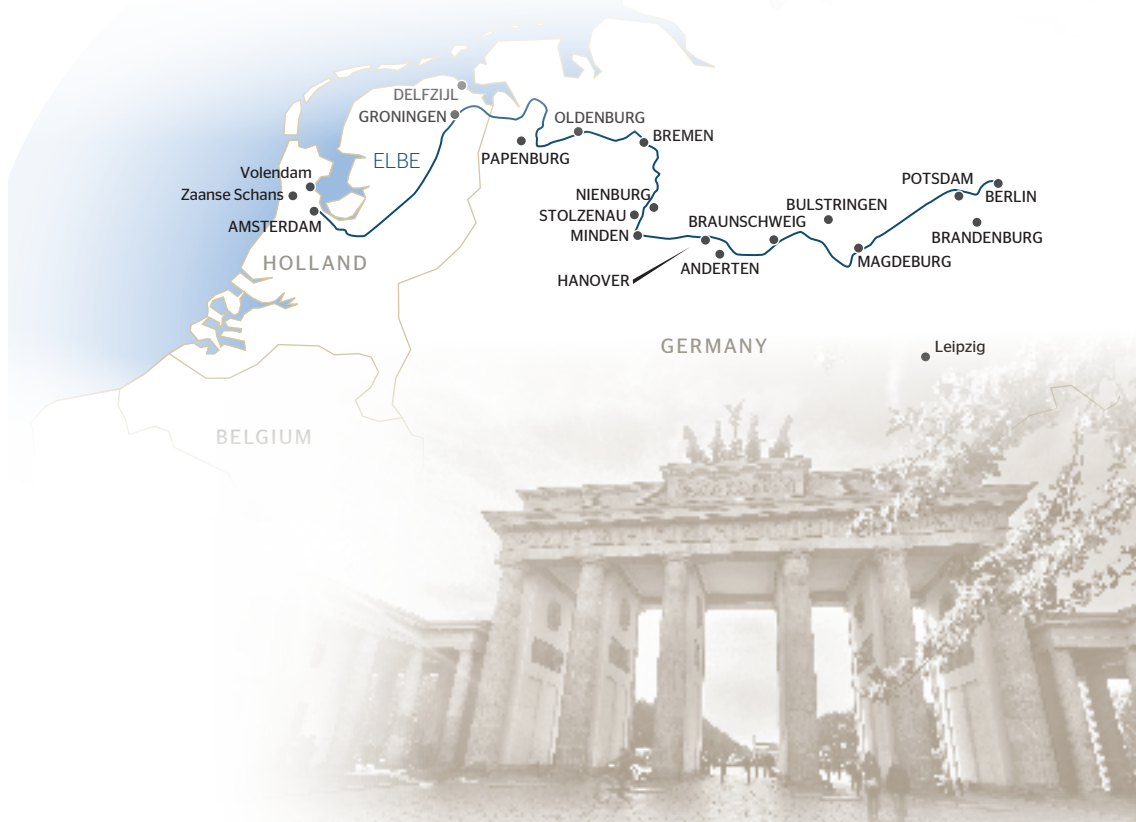 DELFZIJL
GRONINGEN
OLDENBURG
BREMEN
ELBE
PAPENBURG
Volendam
Zaanse Schans
AMSTERDAM
NIENBURG
STOLZENAU
MINDEN
POTSDAM
BERLIN
BULSTRINGEN
BRAUNSCHWEIG
BRANDENBURG
HOLLAND
HANOVER
ANDERTEN
MAGDEBURG
GERMANY
Leipzig
BELGIUM